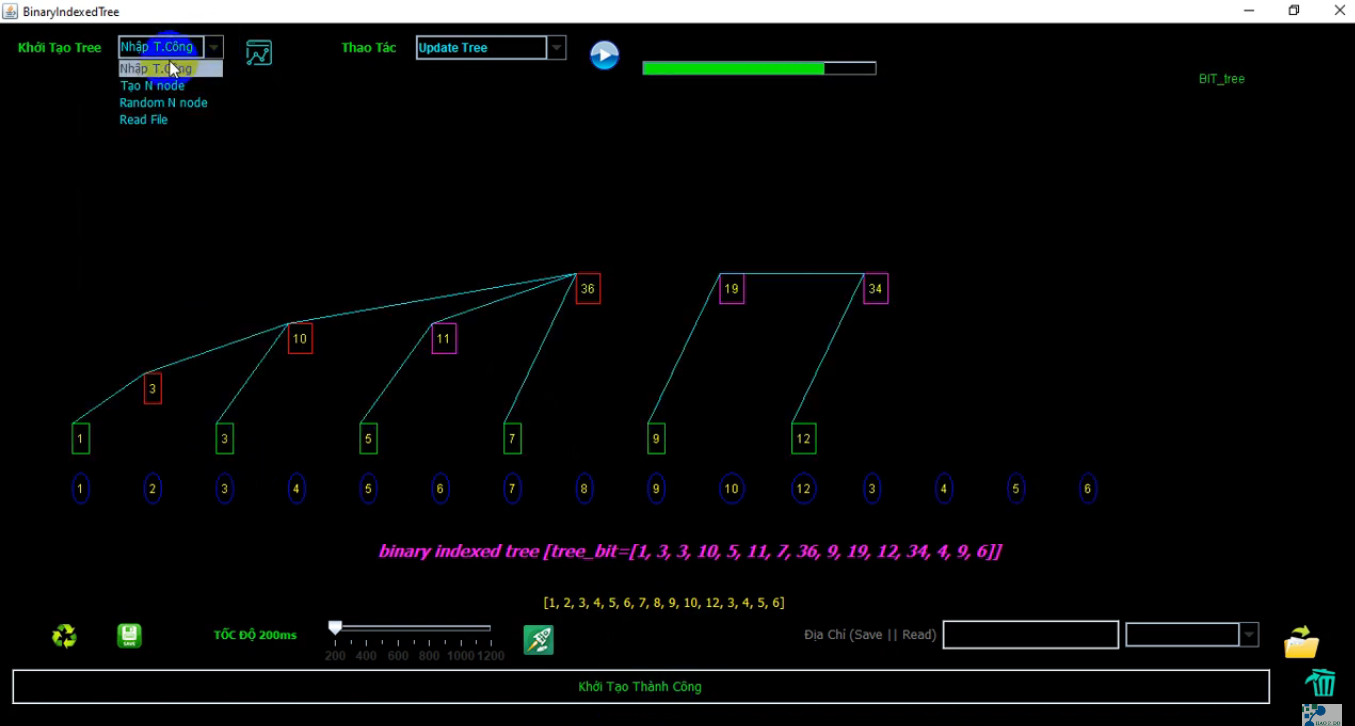 BinaryIndexedTree
Khởi Tạo Tree Nhập T.Công Thao Tác Update Tree
Nhập T.Công
Tạo N node
Random N node
Read File
BIT_tree
36 19 34
10 11
3
1 3 5 7 9 12
1 2 3 4 5 6 7 8 9 10 12 3 4 5 6
binary indexed tree [tree_bit=[1, 3, 3, 10, 5, 11, 7, 36, 9, 19, 12, 34, 4, 9, 6]]
[1, 2, 3, 4, 5, 6, 7, 8, 9, 10, 12, 3, 4, 5, 6]
SAVE TỐC ĐỘ 200ms Địa Chỉ (Save || Read)
200 400 600 800 1000 1200
Khởi Tạo Thành Công